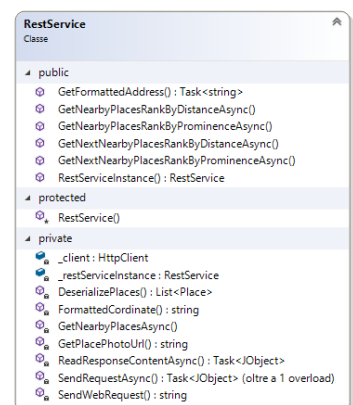 RestService
Classe
public
GetFormattedAddress() : Task<string>
GetNearbyPlacesRankByDistanceAsync()
GetNearbyPlacesRankByProminenceAsync()
GetNextNearbyPlacesRankByDistanceAsync()
GetNextNearbyPlacesRankByProminenceAsync()
RestServiceInstance() : RestService
protected
RestService()
private
_client : HttpClient
_restServiceInstance : RestService
DeserializePlaces() : List<Place>
FormattedCordinate() : string
GetNearbyPlacesAsync()
GetPlacePhotoUrl() : string
ReadResponseContentAsync() : Task<JObject>
SendRequestAsync() : Task<JObject> (oltre a 1 overload)
SendWebRequest() : string